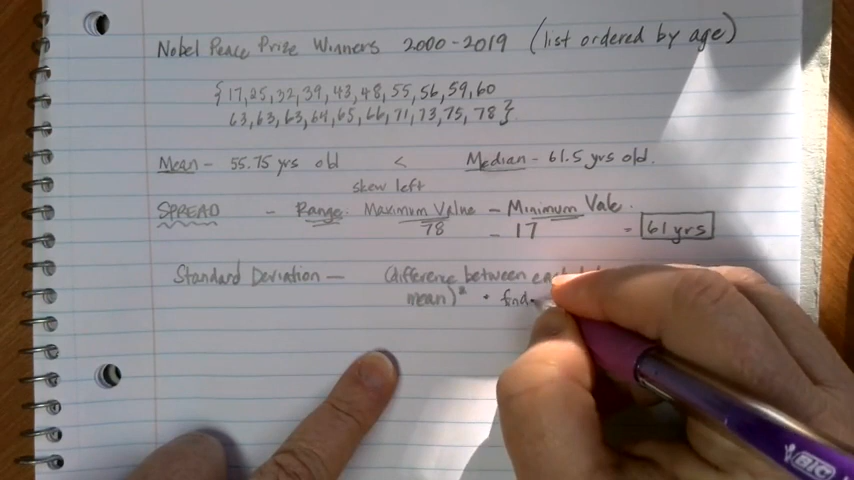 Nobel Peace Prize Winners 2000-2019 (list ordered by age)
{17,25,32,39,43,48,55,56,59,60
63,63,63,64,65,66,71,73,75,78}
Mean - 55.75 yrs old < Median - 61.5 yrs old.
skew left
SPREAD - Range: Maximum Value - Minimum Vale.
78 - 17 = 61 yrs
Standard Deviation - (difference between
mean)² • find
BIC